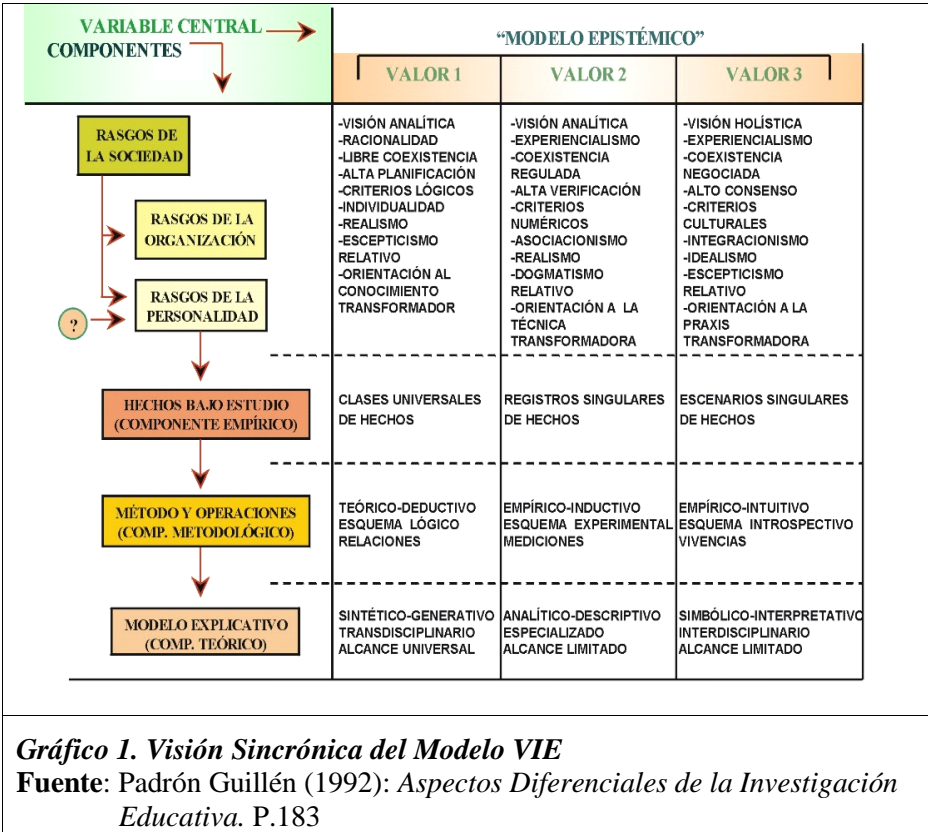 VARIABLE CENTRAL
COMPONENTES
“MODELO EPISTÉMICO”
VALOR 1
VALOR 2
VALOR 3
RASGOS DE
LA SOCIEDAD
RASGOS DE LA
ORGANIZACIÓN
RASGOS DE LA
PERSONALIDAD
?
-VISIÓN ANALÍTICA
-RACIONALIDAD
-LIBRE COEXISTENCIA
-ALTA PLANIFICACIÓN
-CRITERIOS LÓGICOS
-INDIVIDUALIDAD
-REALISMO
-ESCEPTICISMO
RELATIVO
-ORIENTACIÓN AL
CONOCIMIENTO
TRANSFORMADOR
-VISIÓN ANALÍTICA
-EXPERIENCIALISMO
-COEXISTENCIA
REGULADA
-ALTA VERIFICACIÓN
-CRITERIOS
NUMÉRICOS
-ASOCIACIONISMO
-REALISMO
-DOGMATISMO
RELATIVO
-ORIENTACIÓN A LA
TÉCNICA
TRANSFORMADORA
-VISIÓN HOLÍSTICA
-EXPERIENCIALISMO
-COEXISTENCIA
NEGOCIADA
-ALTO CONSENSO
-CRITERIOS
CULTURALES
-INTEGRACIONISMO
-IDEALISMO
-ESCEPTICISMO
RELATIVO
-ORIENTACIÓN A LA
PRAXIS
TRANSFORMADORA
HECHOS BAJO ESTUDIO
(COMPONENTE EMPÍRICO)
CLASES UNIVERSALES
DE HECHOS
REGISTROS SINGULARES
DE HECHOS
ESCENARIOS SINGULARES
DE HECHOS
MÉTODO Y OPERACIONES
(COMP. METODOLÓGICO)
TEÓRICO-DEDUCTIVO
ESQUEMA LÓGICO
RELACIONES
EMPÍRICO-INDUCTIVO
ESQUEMA EXPERIMENTAL
MEDICIONES
EMPÍRICO-INTUITIVO
ESQUEMA INTROSPECTIVO
VIVENCIAS
MODELO EXPLICATIVO
(COMP. TEÓRICO)
SINTÉTICO-GENERATIVO
TRANSDISCIPLINARIO
ALCANCE UNIVERSAL
ANALÍTICO-DESCRIPTIVO
ESPECIALIZADO
ALCANCE LIMITADO
SIMBÓLICO-INTERPRETATIVO
INTERDISCIPLINARIO
ALCANCE LIMITADO
Gráfico 1. Visión Sincrónica del Modelo VIE
Fuente: Padrón Guillén (1992): Aspectos Diferenciales de la Investigación
Educativa. P.183